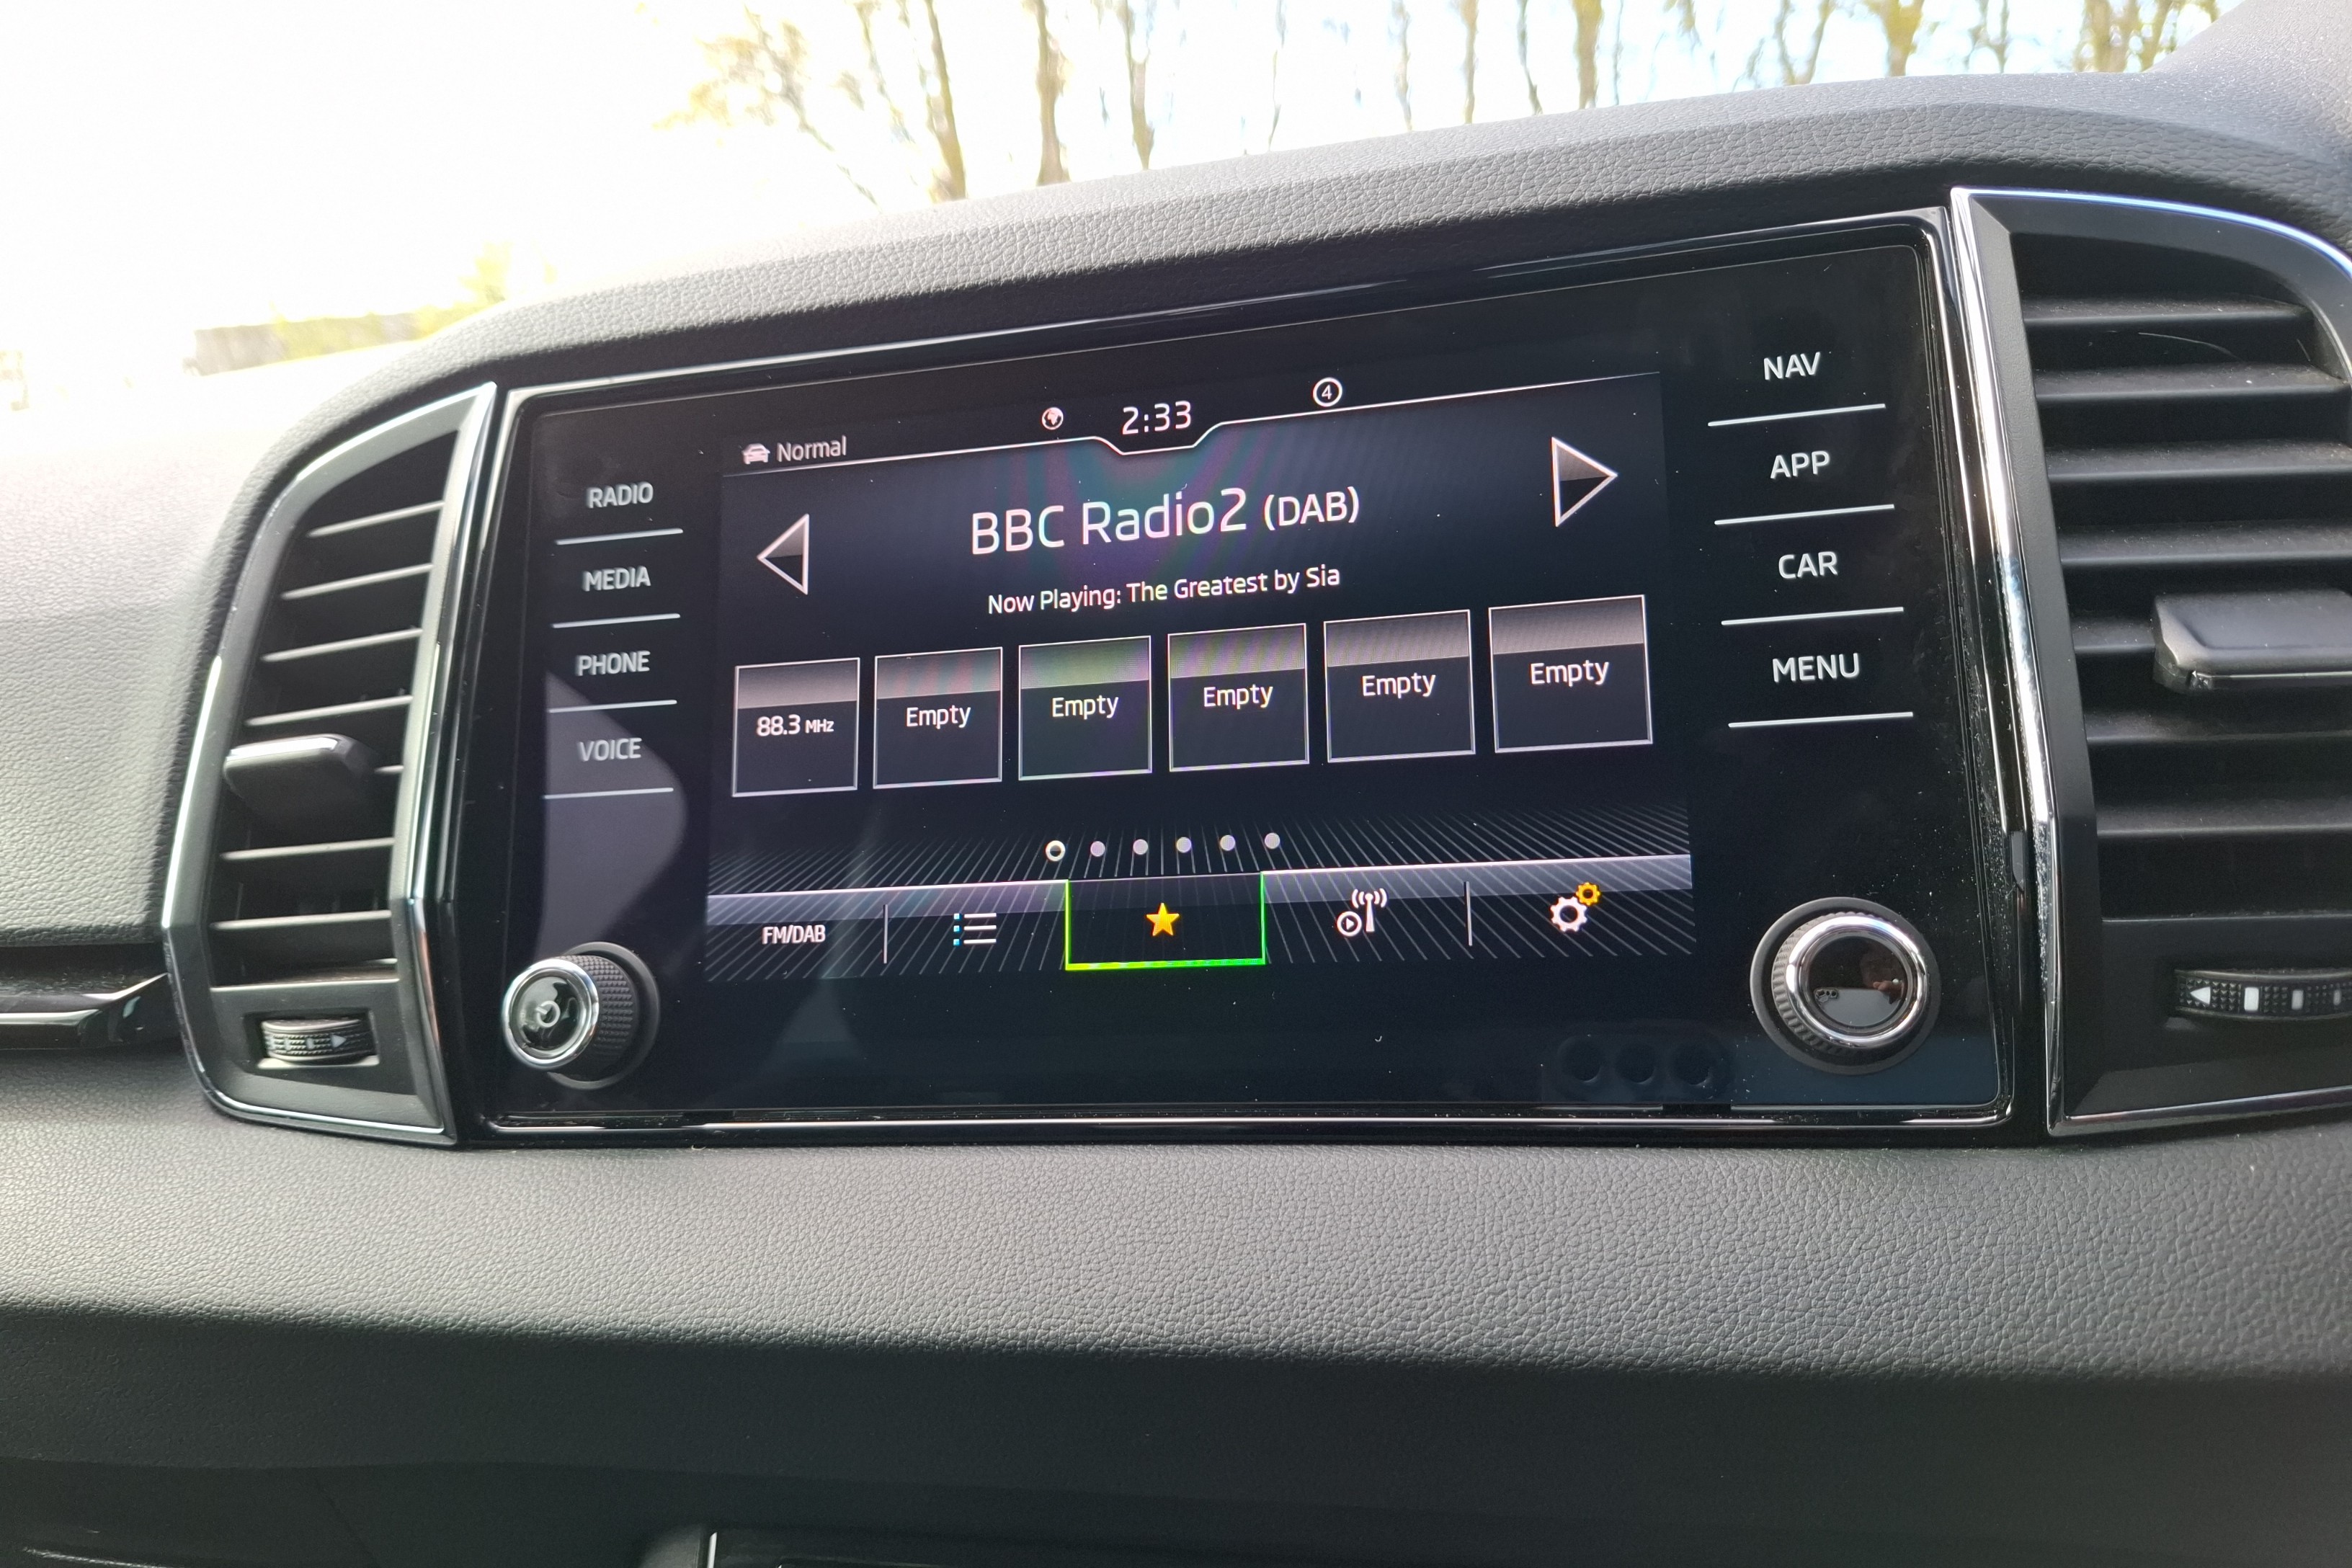 Normal
2:33
4
BBC Radio2 (DAB)
Now Playing: The Greatest by Sia
88.3 MHz
Empty
Empty
Empty
Empty
Empty
FM/DAB
RADIO
MEDIA
PHONE
VOICE
NAV
APP
CAR
MENU